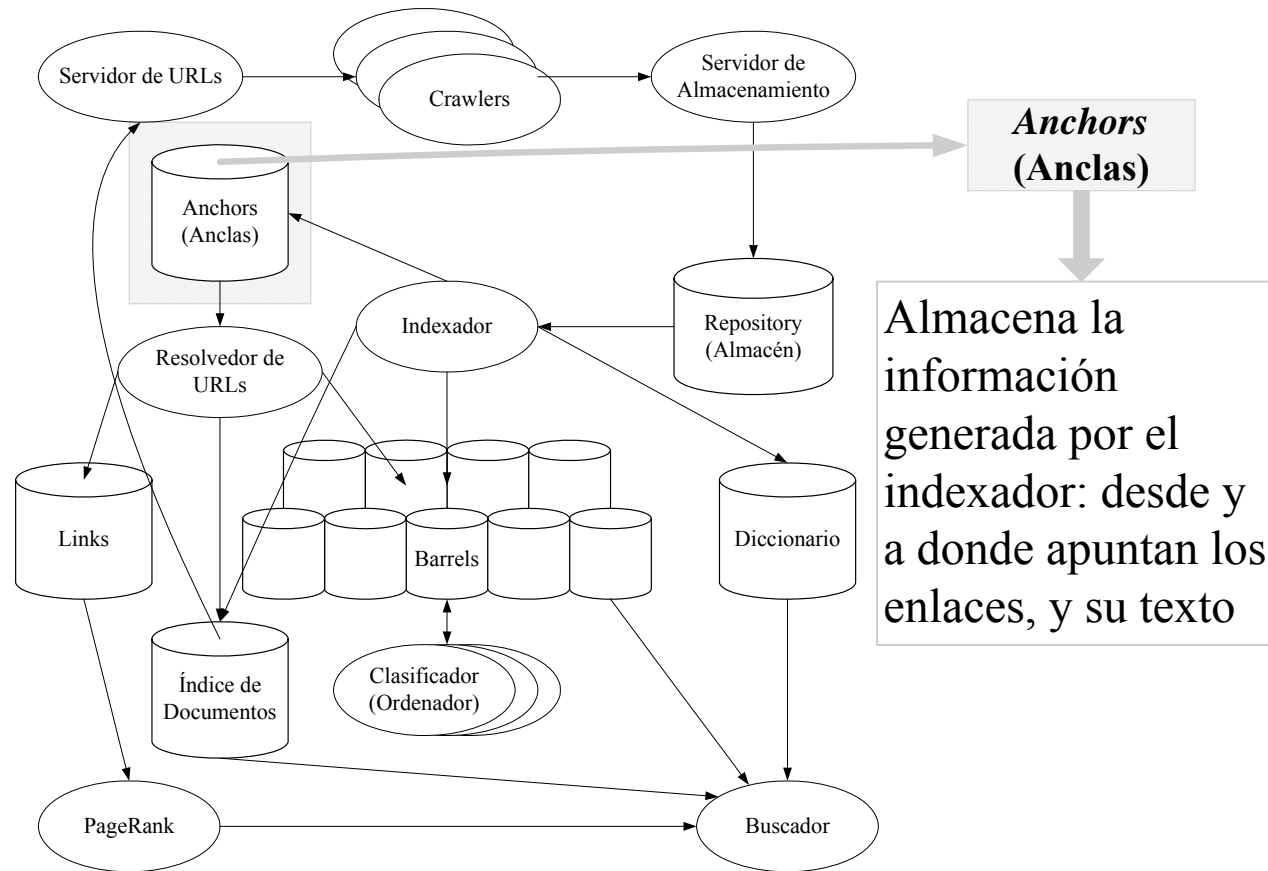 Servidor de URLs
Crawlers
Servidor de
Almacenamiento
Anchors
(Anclas)
Anchors
(Anclas)
Indexador
Repository
(Almacén)
Resolvedor de
URLs
Almacena la
información
generada por el
indexador: desde y
a donde apuntan los
enlaces, y su texto
Links
Barrels
Diccionario
Índice de
Documentos
Clasificador
(Ordenador)
PageRank
Buscador